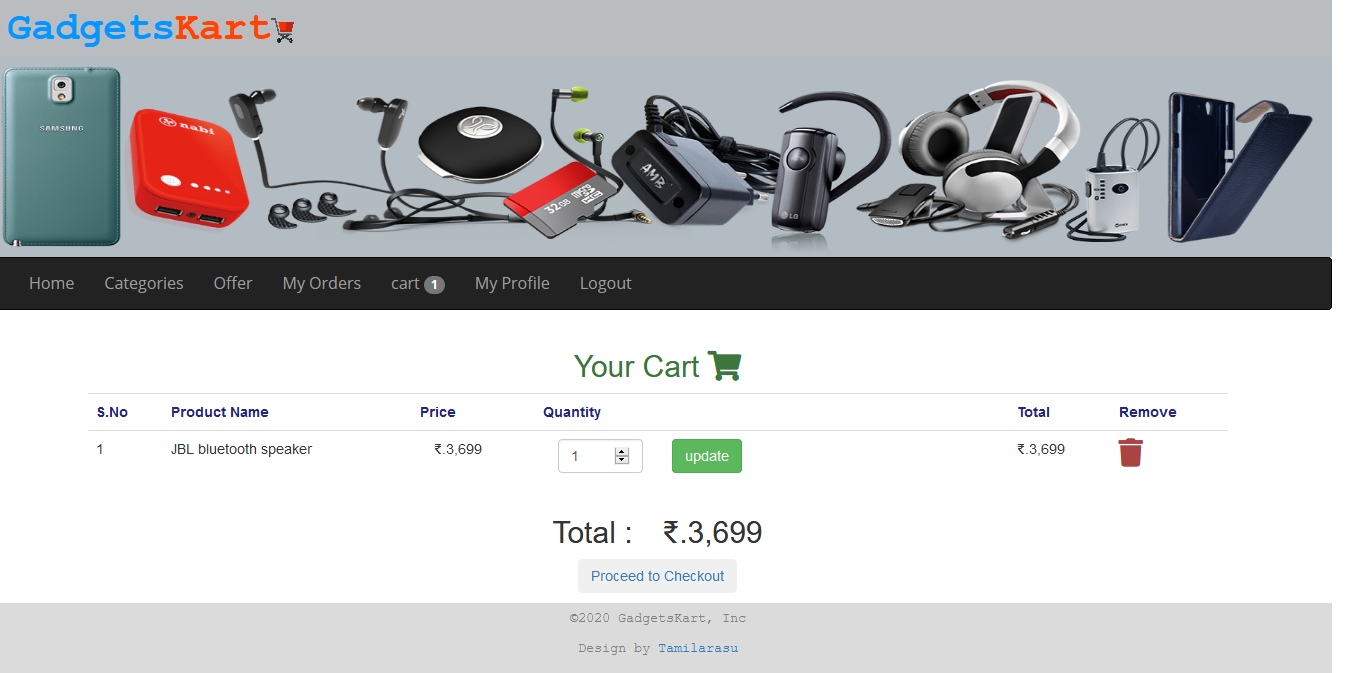 GadgetsKart
SAMSUNG
nabi
32GB
micro
AMB
LG
Home Categories Offer My Orders cart 1 My Profile Logout
Your Cart
S.No Product Name Price Quantity Total Remove
1 JBL bluetooth speaker ₹.3,699 1 update ₹.3,699
Total : ₹.3,699
Proceed to Checkout
©2020 GadgetsKart, Inc
Design by Tamilarasu